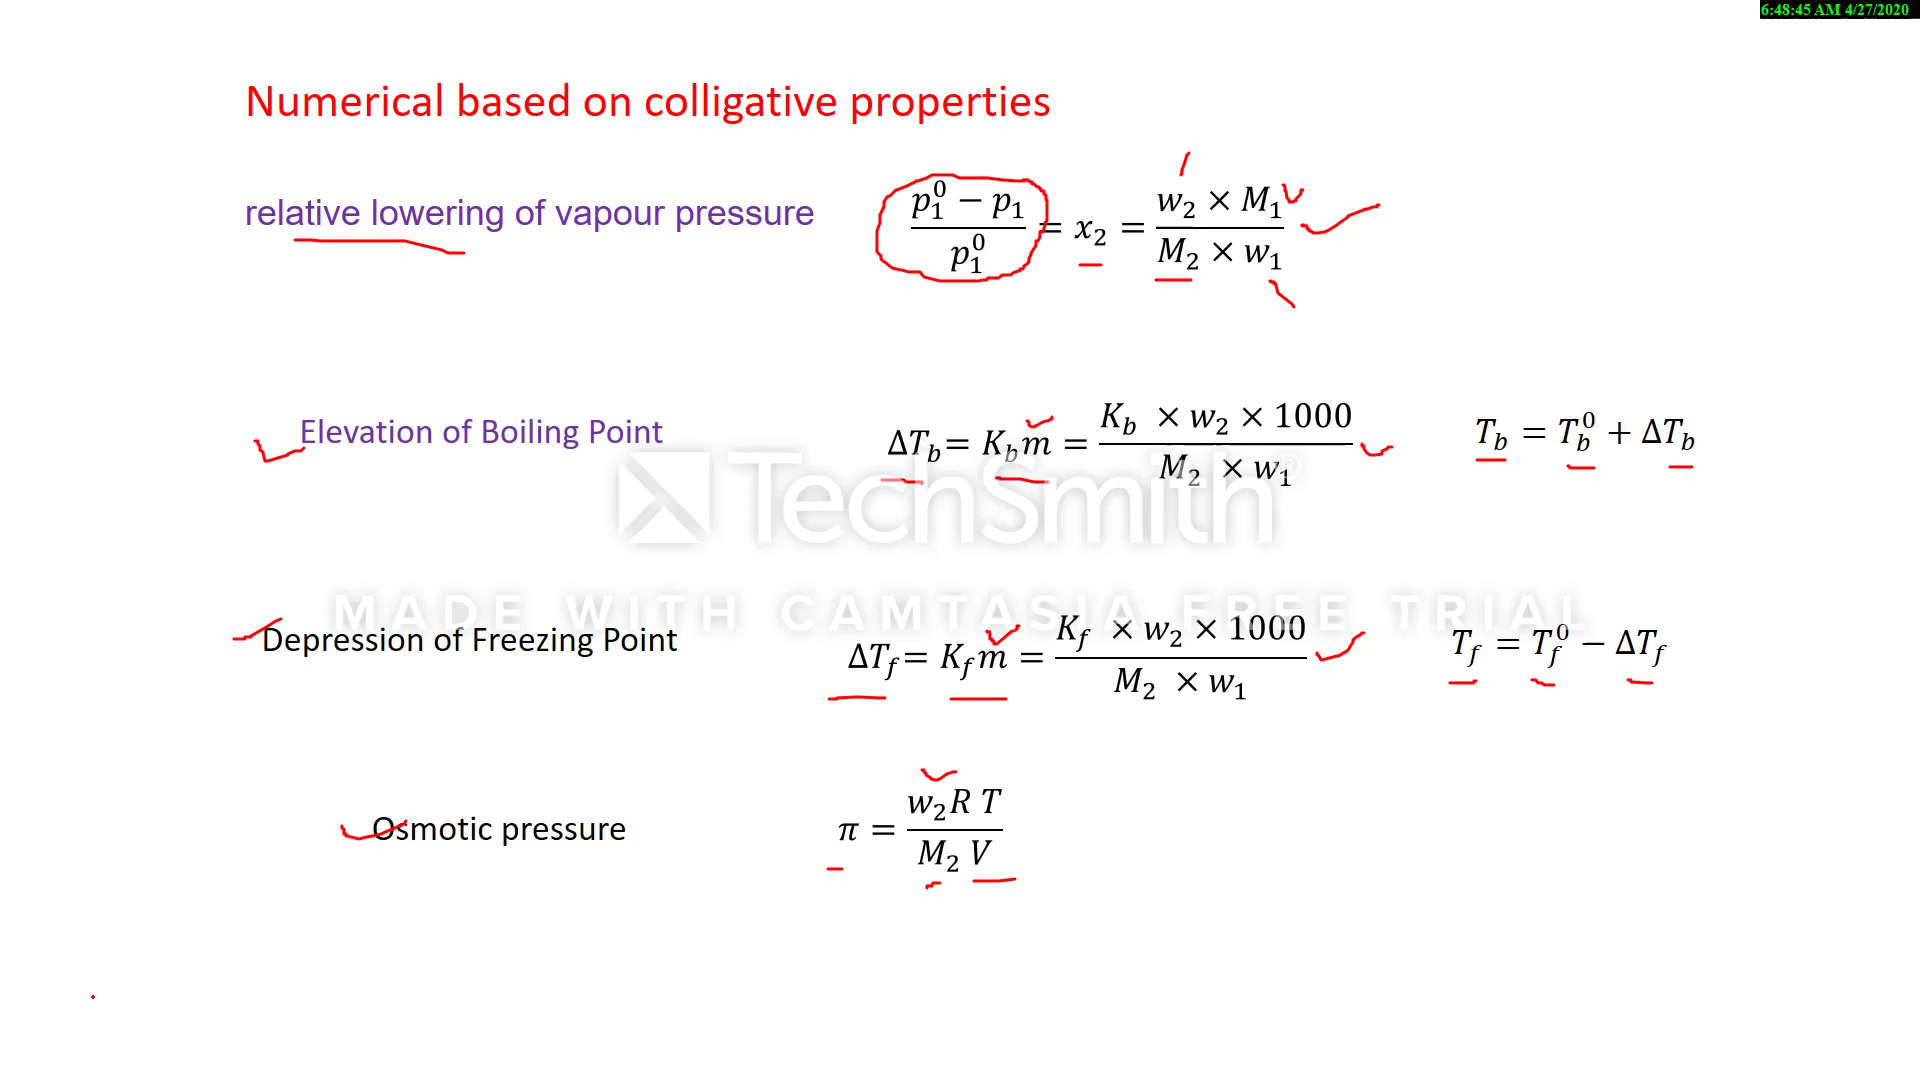 6:48:45 AM 4/27/2020
Numerical based on colligative properties
relative lowering of vapour pressure
(p₁⁰ − p₁)/p₁⁰ = x₂ = (w₂ × M₁)/(M₂ × w₁)
Elevation of Boiling Point
ΔT_b = K_b m = (K_b × w₂ × 1000)/(M₂ × w₁)
T_b = T_b⁰ + ΔT_b
TechSmith®
MADE WITH CAMTASIA FREE TRIAL
Depression of Freezing Point
ΔT_f = K_f m = (K_f × w₂ × 1000)/(M₂ × w₁)
T_f = T_f⁰ − ΔT_f
Osmotic pressure
π = (w₂ R T)/(M₂ V)